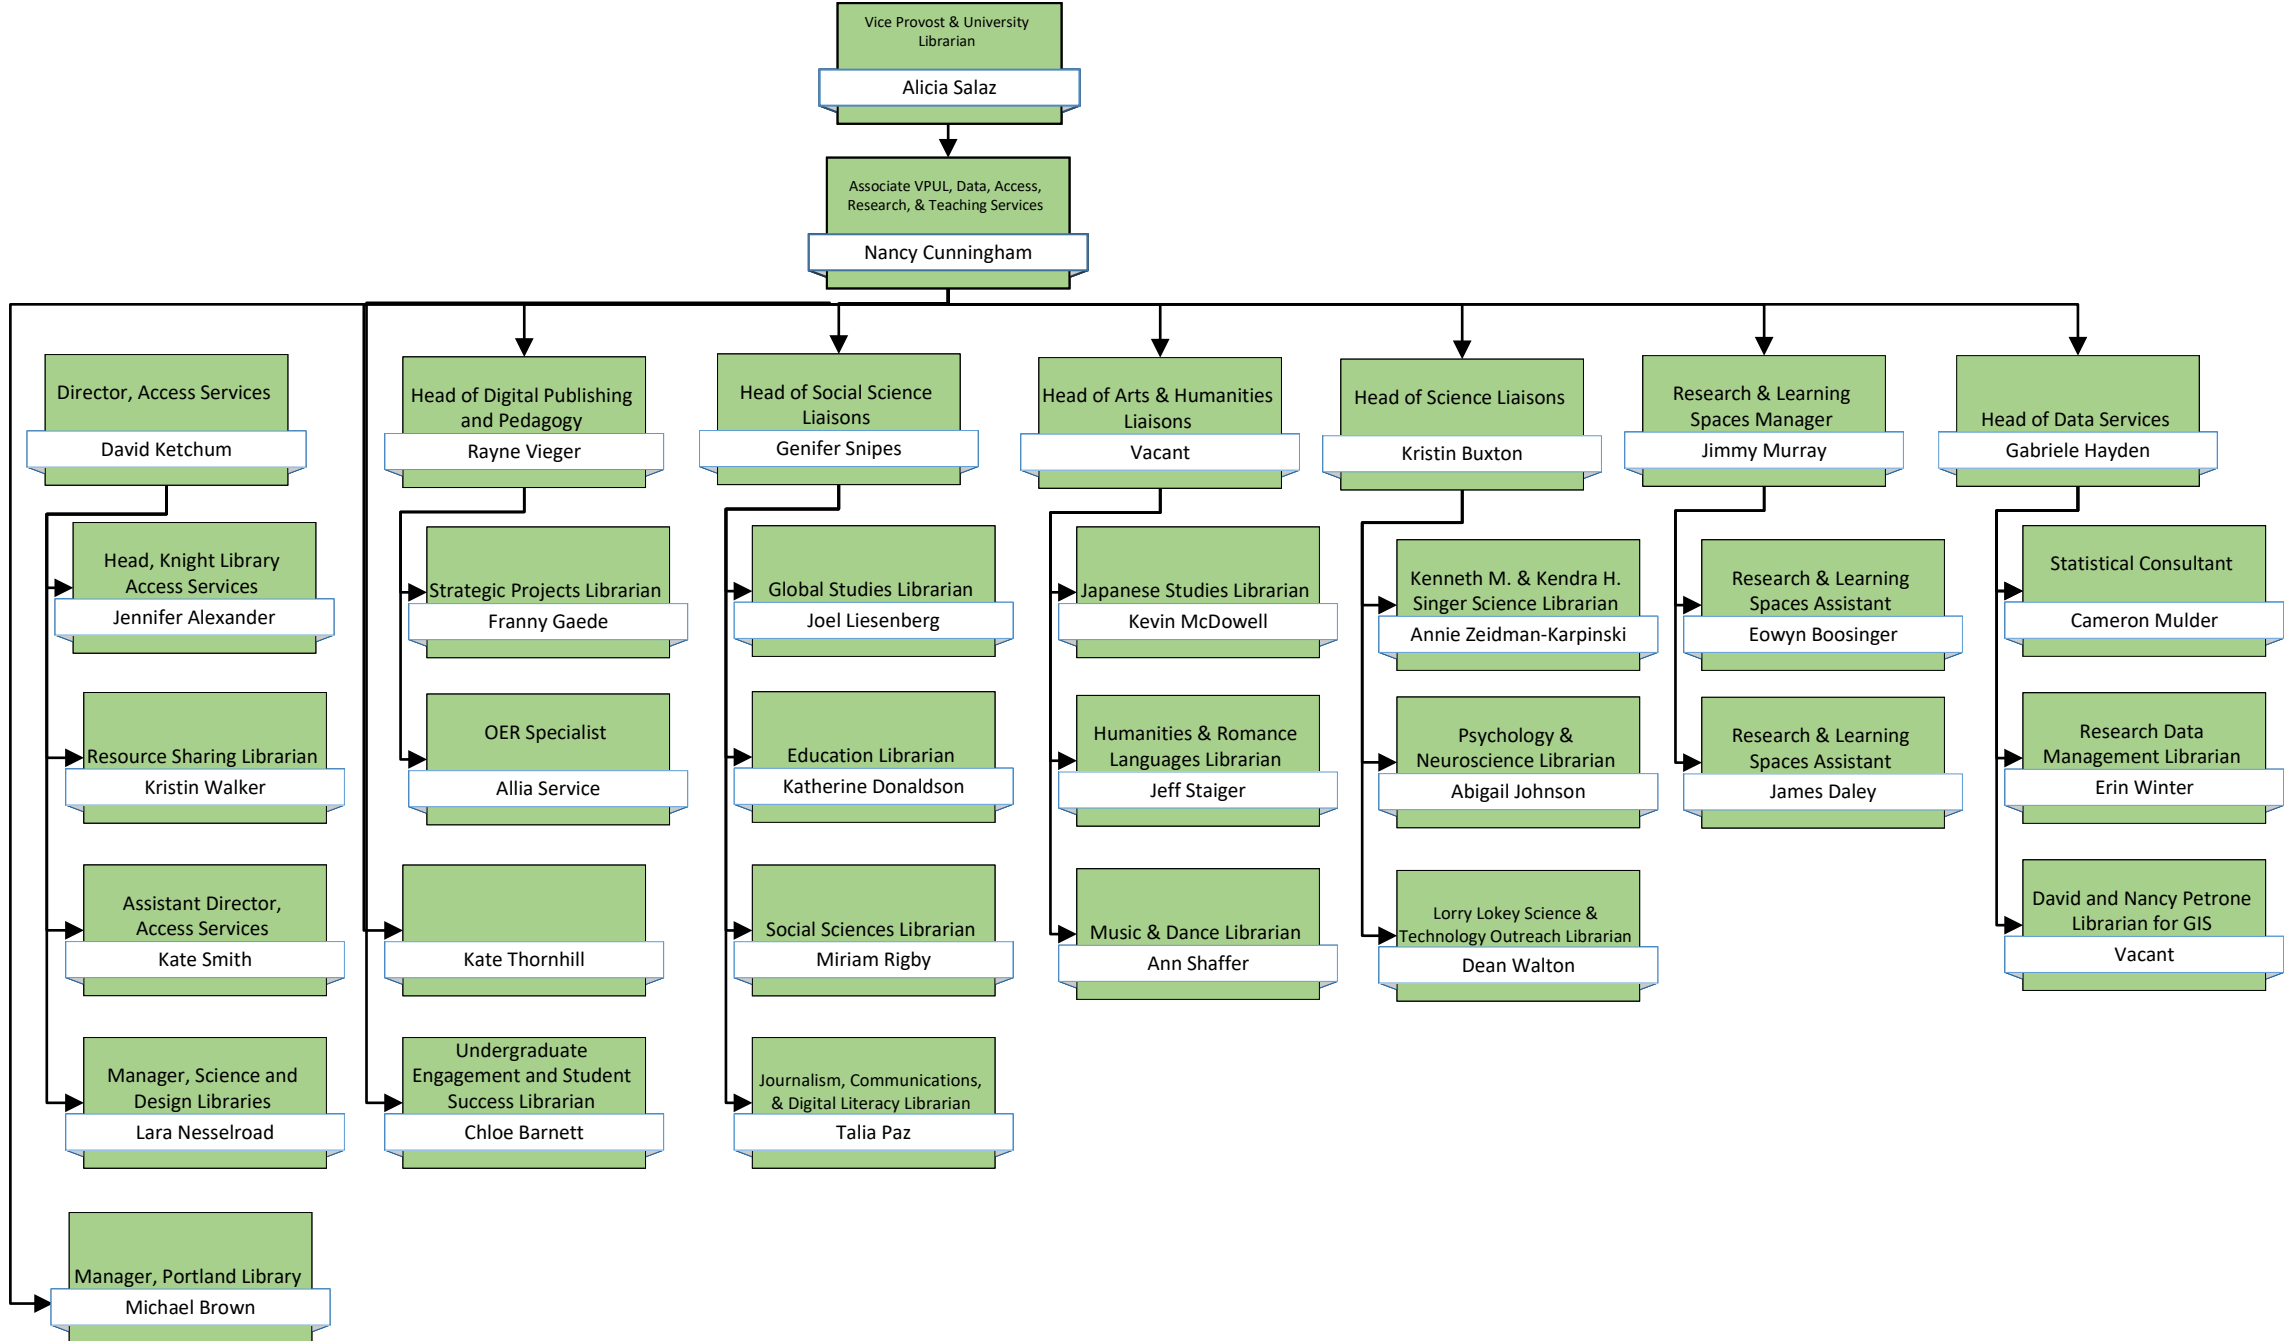 Vice Provost & University
Librarian
Alicia Salaz
Associate VPUL, Data, Access,
Research, & Teaching Services
Nancy Cunningham
Director, Access Services
David Ketchum
Head, Knight Library
Access Services
Jennifer Alexander
Resource Sharing Librarian
Kristin Walker
Assistant Director,
Access Services
Kate Smith
Manager, Science and
Design Libraries
Lara Nesselroad
Manager, Portland Library
Michael Brown
Head of Digital Publishing
and Pedagogy
Rayne Vieger
Strategic Projects Librarian
Franny Gaede
OER Specialist
Allia Service
Kate Thornhill
Undergraduate
Engagement and Student
Success Librarian
Chloe Barnett
Head of Social Science
Liaisons
Genifer Snipes
Global Studies Librarian
Joel Liesenberg
Education Librarian
Katherine Donaldson
Social Sciences Librarian
Miriam Rigby
Journalism, Communications,
& Digital Literacy Librarian
Talia Paz
Head of Arts & Humanities
Liaisons
Vacant
Japanese Studies Librarian
Kevin McDowell
Humanities & Romance
Languages Librarian
Jeff Staiger
Music & Dance Librarian
Ann Shaffer
Head of Science Liaisons
Kristin Buxton
Kenneth M. & Kendra H.
Singer Science Librarian
Annie Zeidman-Karpinski
Psychology &
Neuroscience Librarian
Abigail Johnson
Lorry Lokey Science &
Technology Outreach Librarian
Dean Walton
Research & Learning
Spaces Manager
Jimmy Murray
Research & Learning
Spaces Assistant
Eowyn Boosinger
Research & Learning
Spaces Assistant
James Daley
Head of Data Services
Gabriele Hayden
Statistical Consultant
Cameron Mulder
Research Data
Management Librarian
Erin Winter
David and Nancy Petrone
Librarian for GIS
Vacant